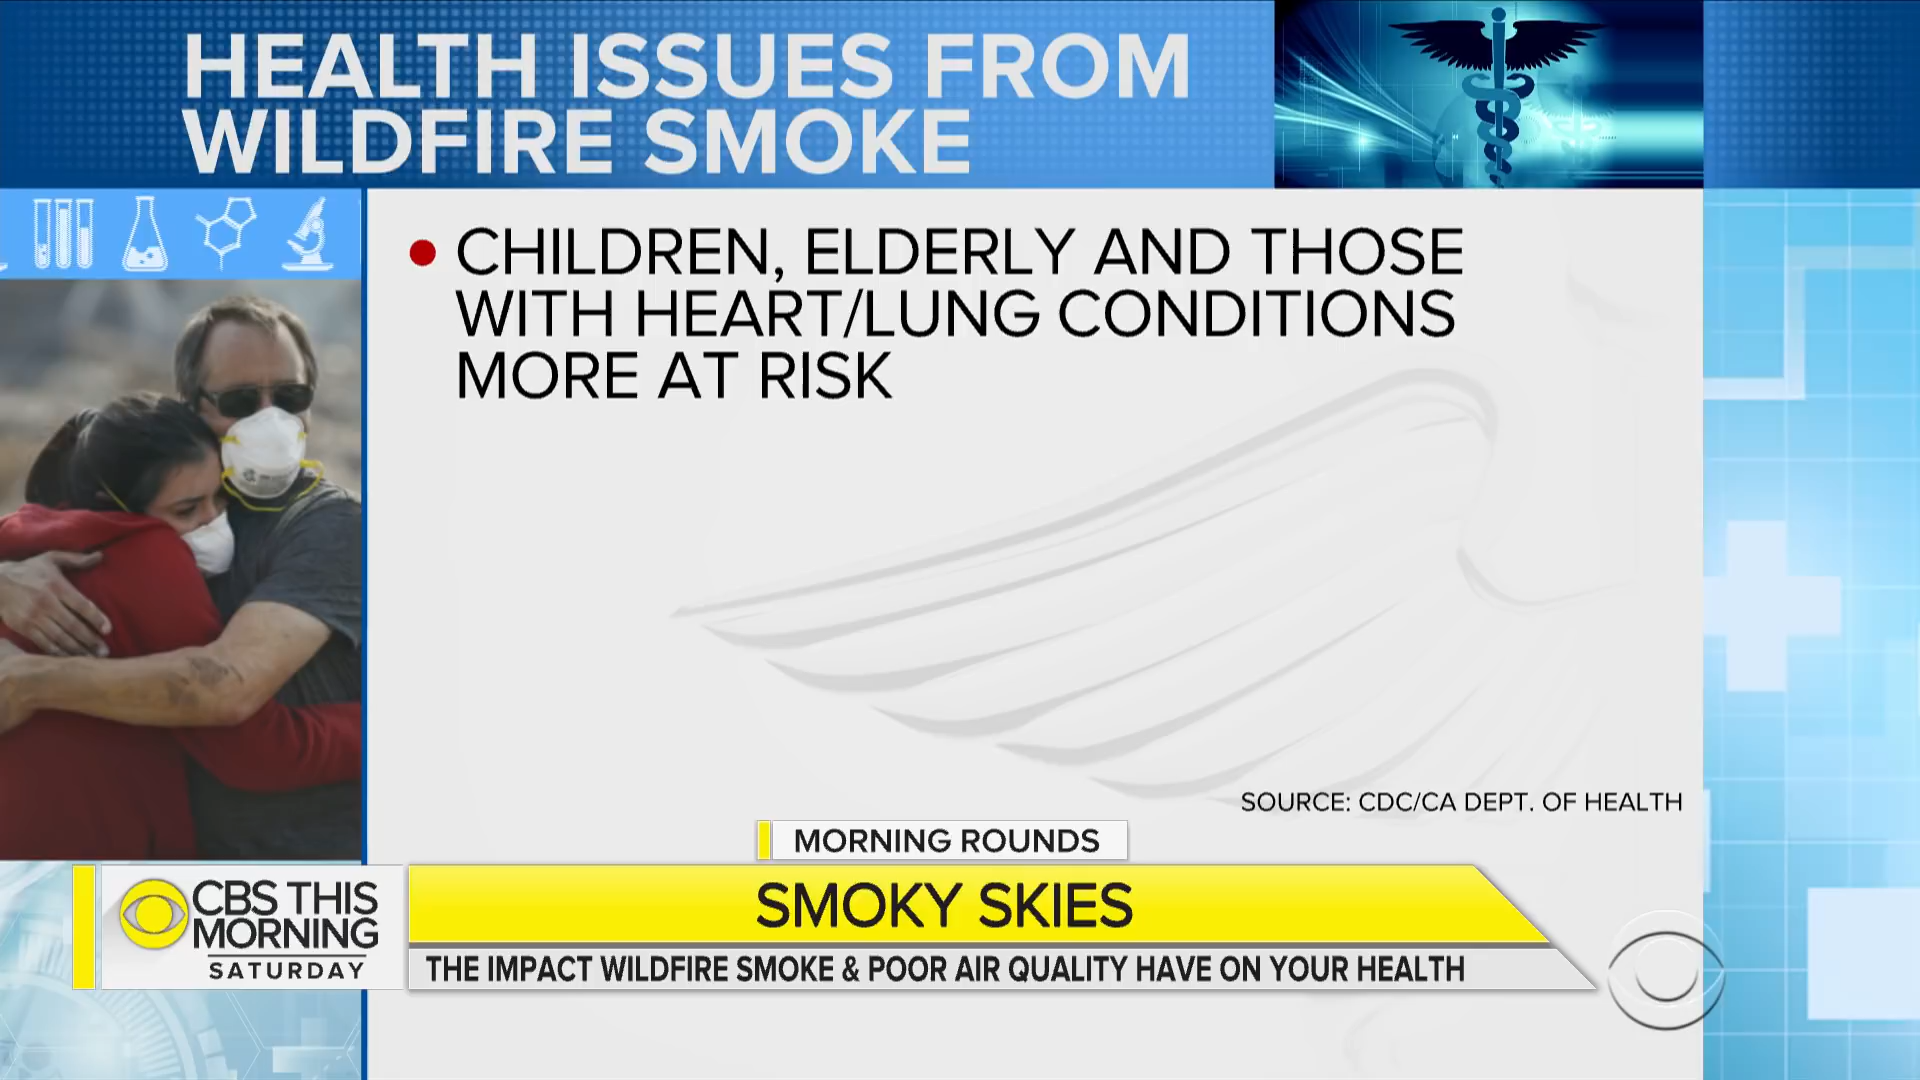 HEALTH ISSUES FROM
WILDFIRE SMOKE
● CHILDREN, ELDERLY AND THOSE
WITH HEART/LUNG CONDITIONS
MORE AT RISK
SOURCE: CDC/CA DEPT. OF HEALTH
MORNING ROUNDS
CBS THIS
MORNING
SATURDAY
SMOKY SKIES
THE IMPACT WILDFIRE SMOKE & POOR AIR QUALITY HAVE ON YOUR HEALTH